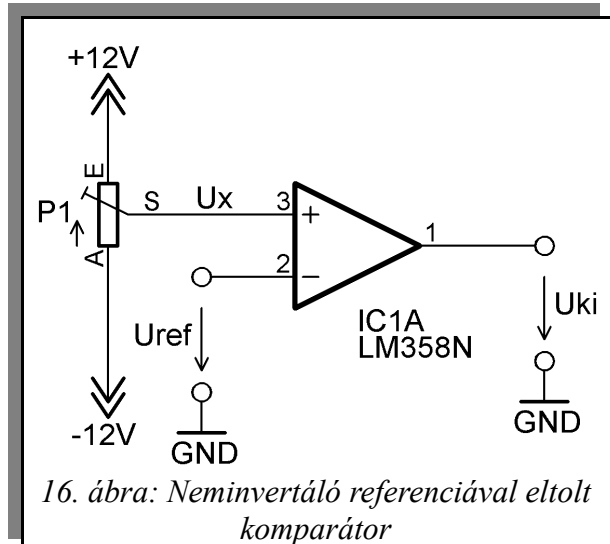 +12V
E
P1
S
Ux
3
+
A
2
−
1
IC1A
LM358N
Uref
Uki
-12V
GND
GND
16. ábra: Neminvertáló referenciával eltolt
komparátor